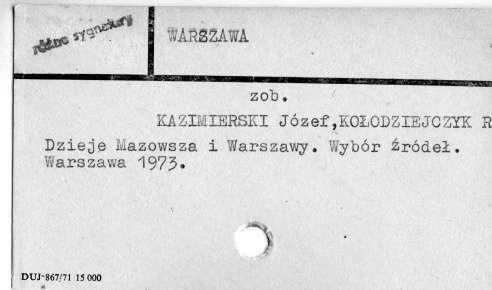 różne sygnatury
WARSZAWA
zob.
KAZIMIERSKI Józef,KOŁODZIEJCZYK R
Dzieje Mazowsza i Warszawy. Wybór źródeł.
Warszawa 1973.
DUJ-867/71 15 000